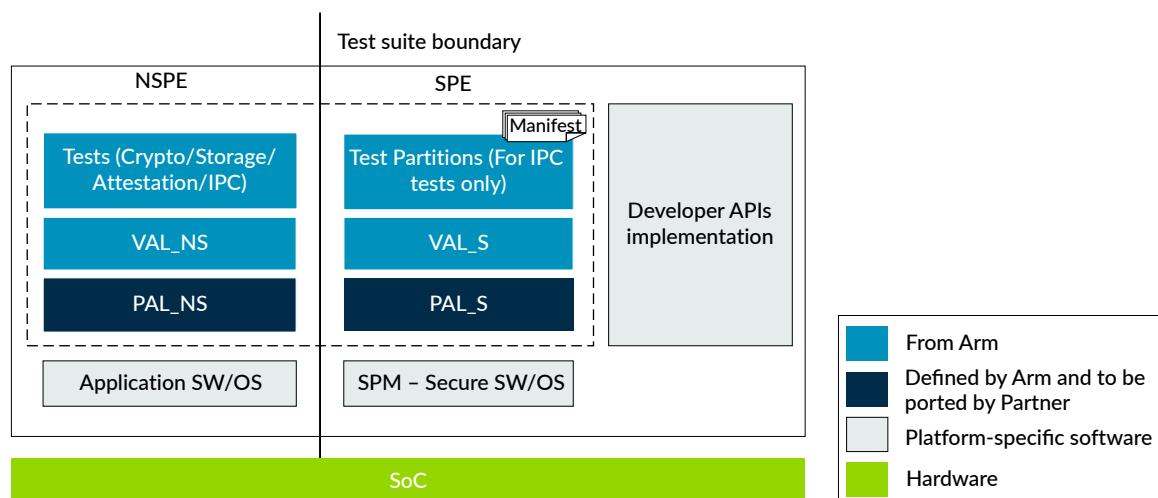 Test suite boundary
NSPE
SPE
Manifest
Tests (Crypto/Storage/
Attestation/IPC)
Test Partitions (For IPC
tests only)
VAL_NS
VAL_S
PAL_NS
PAL_S
Developer APIs
implementation
Application SW/OS
SPM – Secure SW/OS
SoC
From Arm
Defined by Arm and to be
ported by Partner
Platform-specific software
Hardware